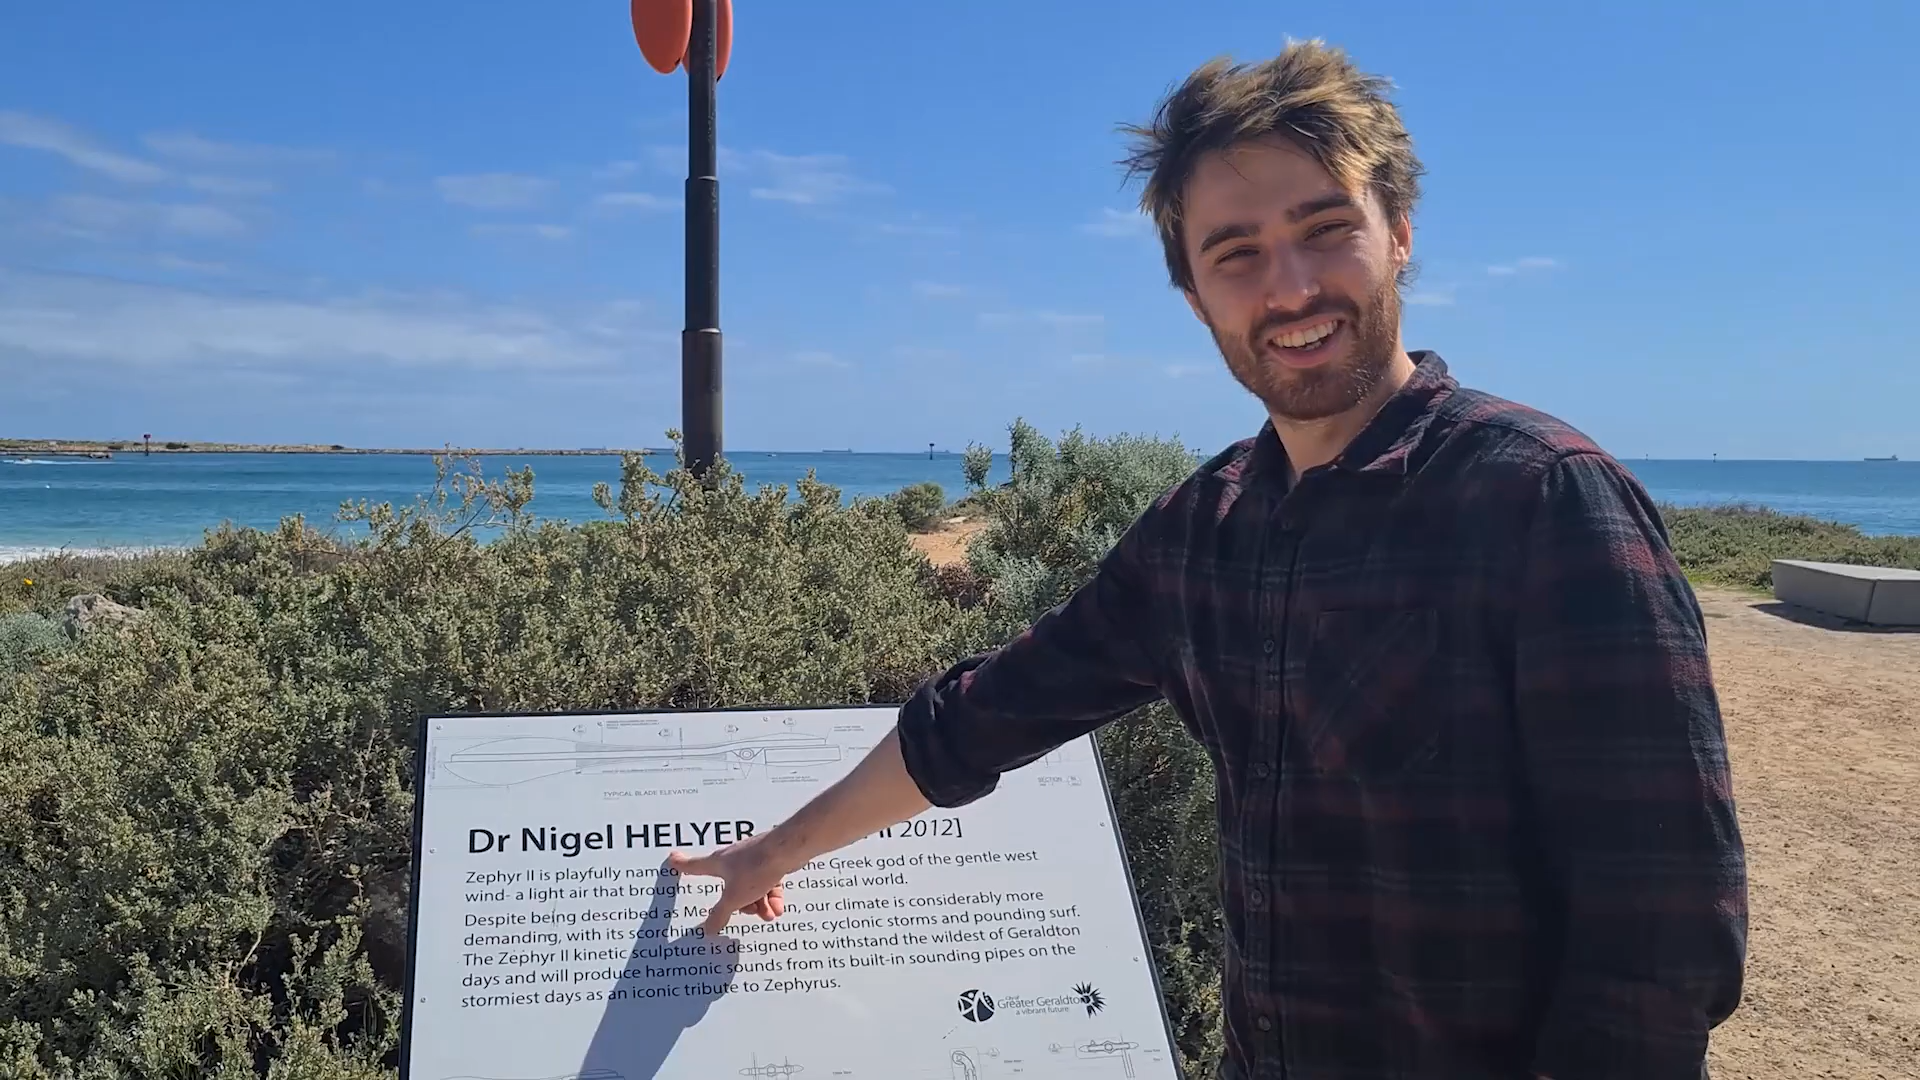 TYPICAL BLADE ELEVATION
SECTION
Dr Nigel HELYER II 2012]
Zephyr II is playfully named the Greek god of the gentle west
wind- a light air that brought classical world.
Despite being described as our climate is considerably more
demanding, with its scorching temperatures, cyclonic storms and pounding surf.
The Zephyr II kinetic sculpture is designed to withstand the wildest of Geraldton
days and will produce harmonic sounds from its built-in sounding pipes on the
stormiest days as an iconic tribute to Zephyrus.
City of
Greater Geraldton
a vibrant future